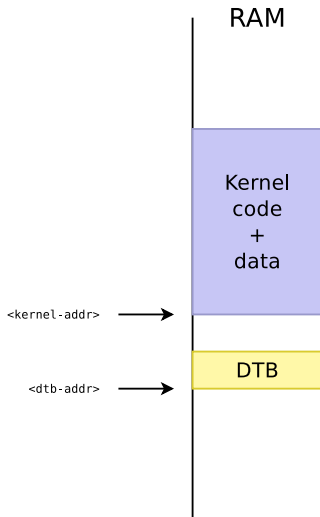 RAM
Kernel
code
+
data
<kernel-addr>
DTB
<dtb-addr>